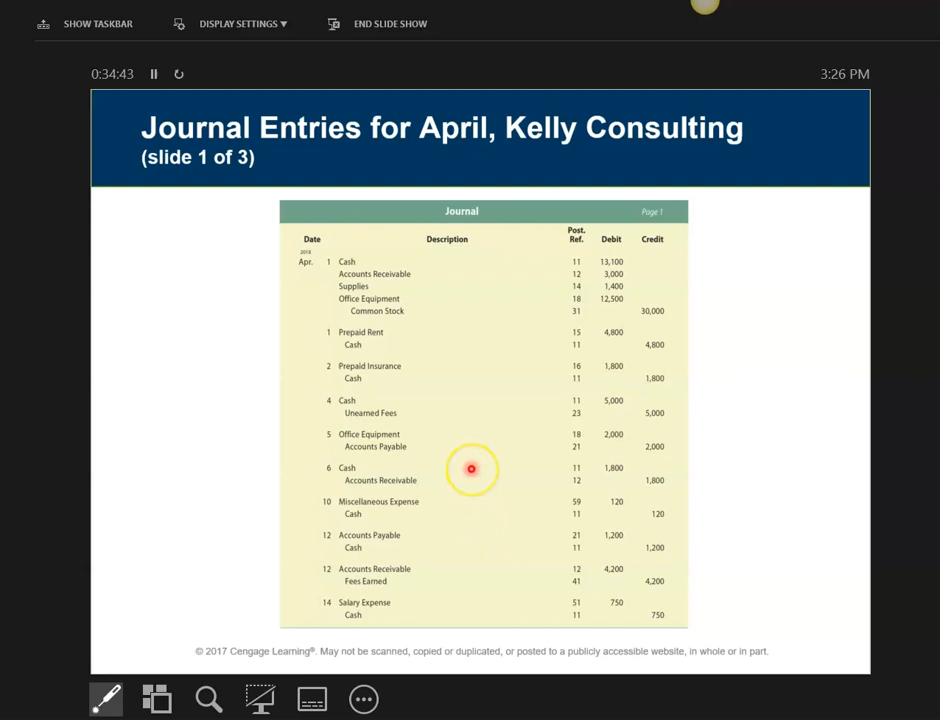 SHOW TASKBAR DISPLAY SETTINGS ▼ END SLIDE SHOW
0:34:43 3:26 PM
Journal Entries for April, Kelly Consulting
(slide 1 of 3)
Journal Page 1
Date Description Post. Ref. Debit Credit
2018
Apr. 1 Cash 11 13,100
Accounts Receivable 12 3,000
Supplies 14 1,400
Office Equipment 18 12,500
Common Stock 31 30,000
1 Prepaid Rent 15 4,800
Cash 11 4,800
2 Prepaid Insurance 16 1,800
Cash 11 1,800
4 Cash 11 5,000
Unearned Fees 23 5,000
5 Office Equipment 18 2,000
Accounts Payable 21 2,000
6 Cash 11 1,800
Accounts Receivable 12 1,800
10 Miscellaneous Expense 59 120
Cash 11 120
12 Accounts Payable 21 1,200
Cash 11 1,200
12 Accounts Receivable 12 4,200
Fees Earned 41 4,200
14 Salary Expense 51 750
Cash 11 750
© 2017 Cengage Learning®. May not be scanned, copied or duplicated, or posted to a publicly accessible website, in whole or in part.